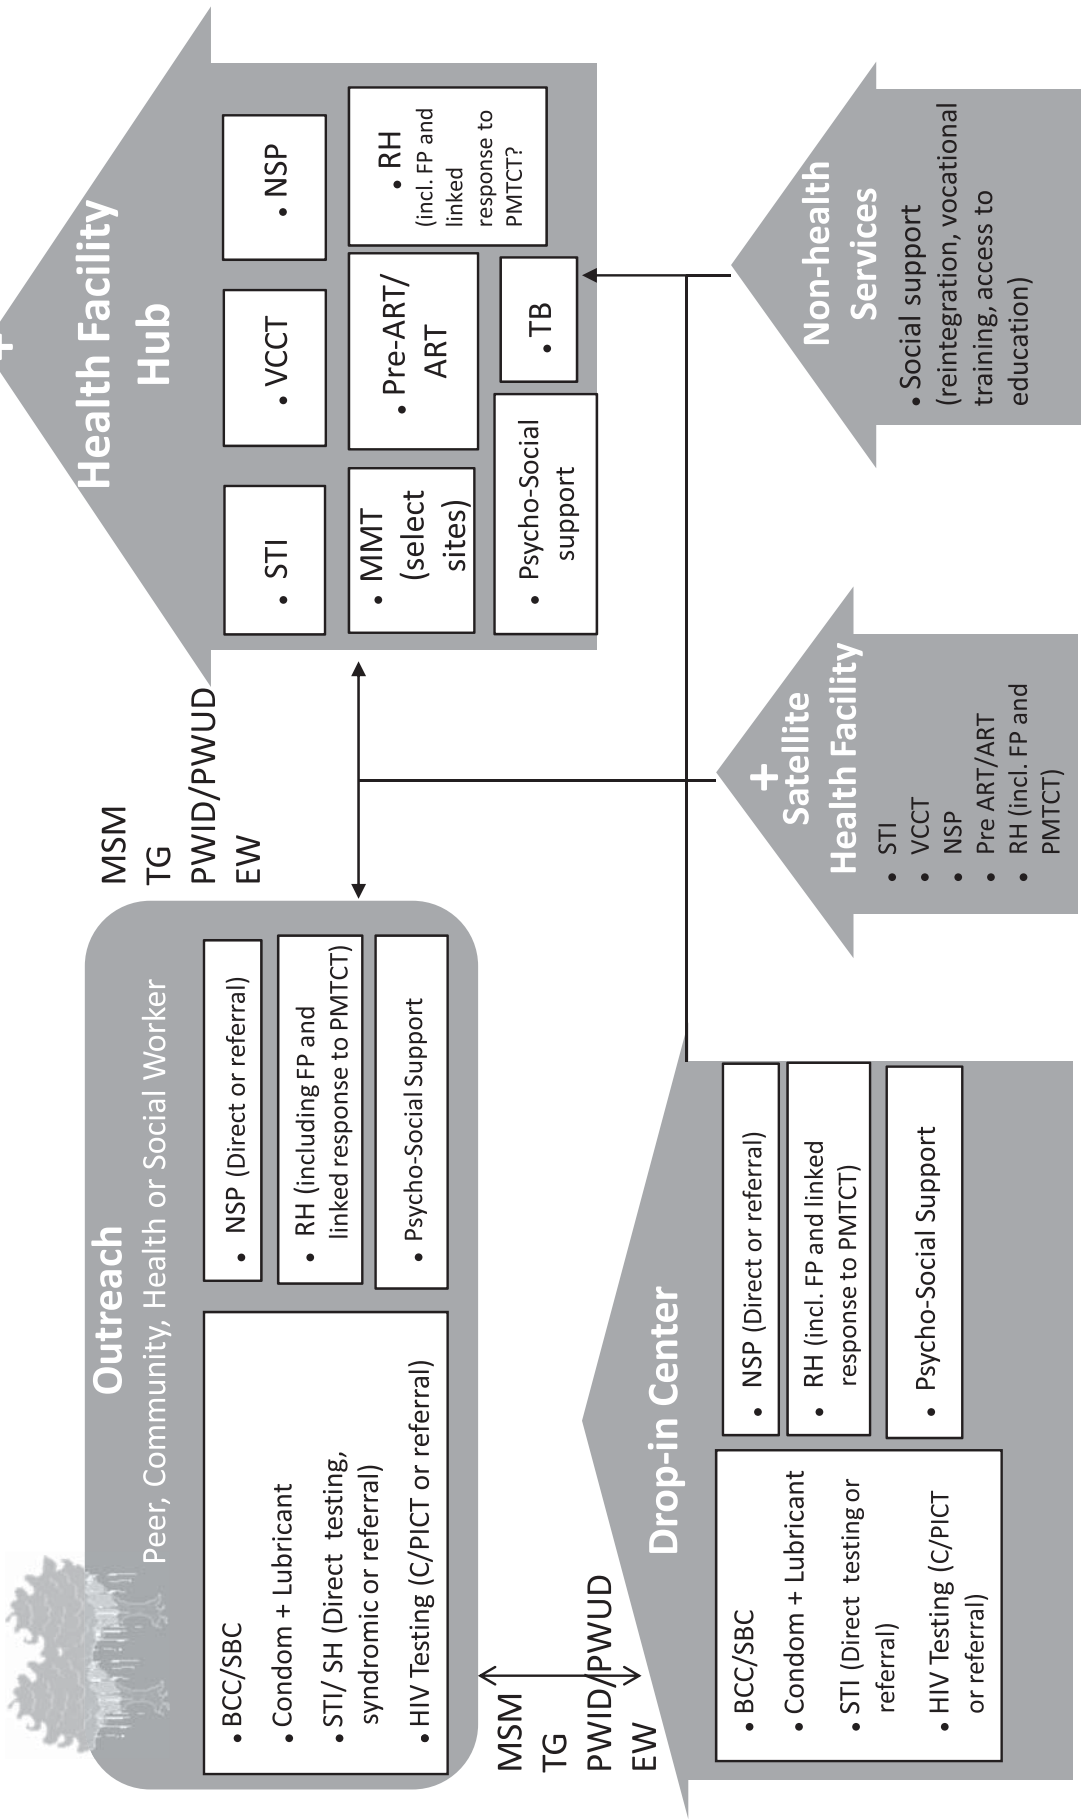 Outreach
Peer, Community, Health or Social Worker
• BCC/SBC
• Condom + Lubricant
• STI/ SH (Direct testing,
syndromic or referral)
• HIV Testing (C/PICT or referral)
• NSP (Direct or referral)
• RH (including FP and
linked response to PMTCT)
• Psycho-Social Support
MSM
TG
PWID/PWUD
EW
+
Health Facility
Hub
• STI
• VCCT
• NSP
• MMT
(select
sites)
• Pre-ART/
ART
• RH
(incl. FP and
linked
response to
PMTCT?
• Psycho-Social
support
• TB
MSM
TG
PWID/PWUD
EW
Drop-in Center
• BCC/SBC
• Condom + Lubricant
• STI (Direct testing or
referral)
• HIV Testing (C/PICT
or referral)
• NSP (Direct or referral)
• RH (incl. FP and linked
response to PMTCT)
• Psycho-Social Support
+
Satellite
Health Facility
• STI
• VCCT
• NSP
• Pre ART/ART
• RH (incl. FP and
PMTCT)
Non-health
Services
• Social support
(reintegration, vocational
training, access to
education)